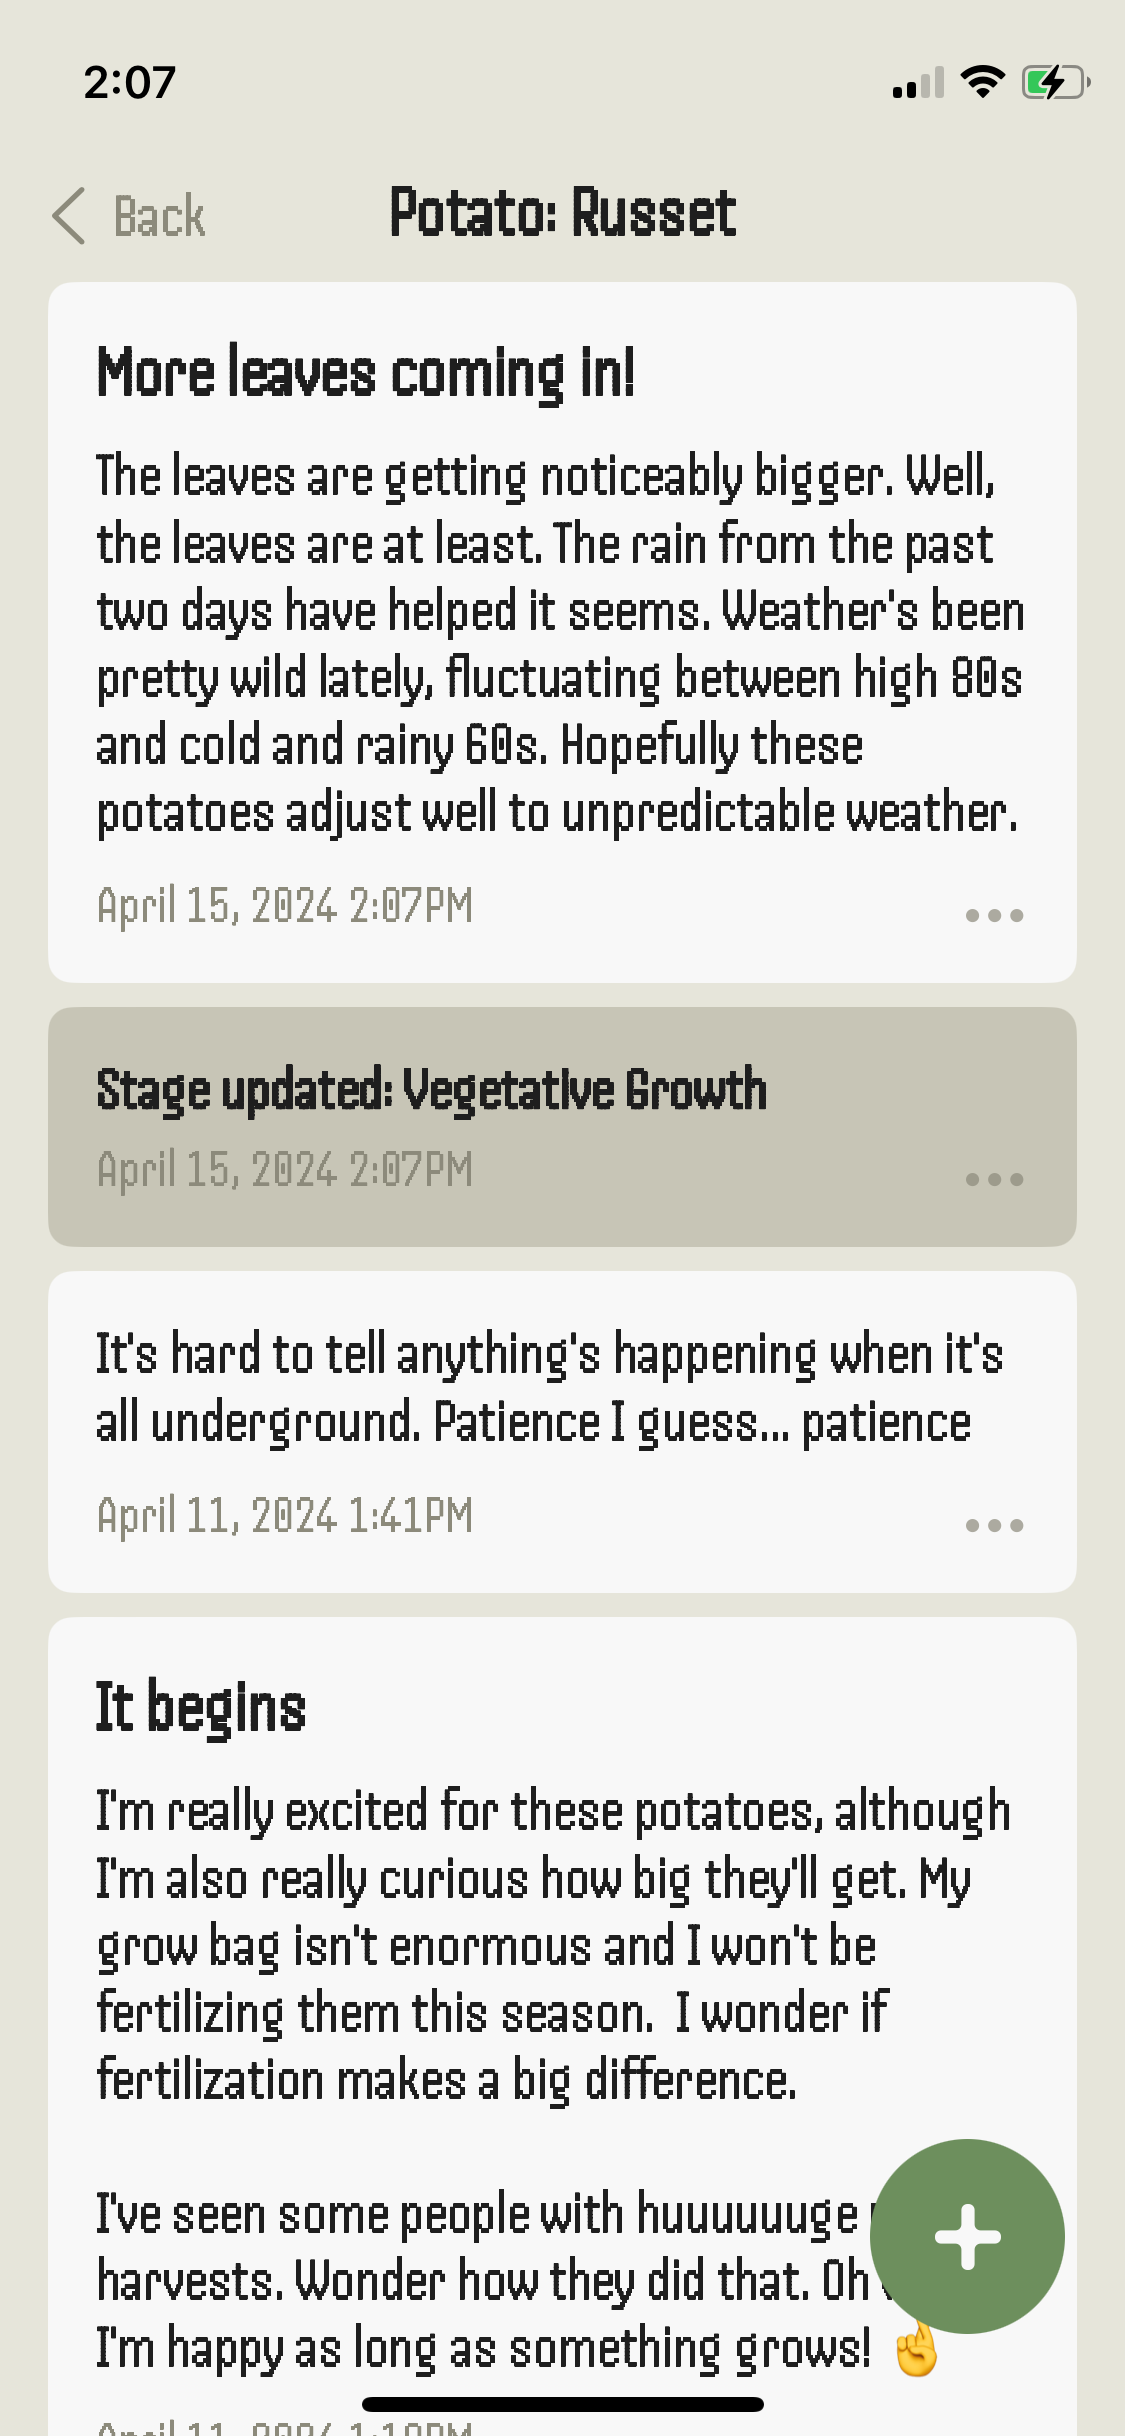 2:07
Back
Potato: Russet
More leaves coming in!
The leaves are getting noticeably bigger. Well,
the leaves are at least. The rain from the past
two days have helped it seems. Weather's been
pretty wild lately, fluctuating between high 80s
and cold and rainy 60s. Hopefully these
potatoes adjust well to unpredictable weather.
April 15, 2024 2:07PM
Stage updated: Vegetative Growth
April 15, 2024 2:07PM
It's hard to tell anything's happening when it's
all underground. Patience I guess... patience
April 11, 2024 1:41PM
It begins
I'm really excited for these potatoes, although
I'm also really curious how big they'll get. My
grow bag isn't enormous and I won't be
fertilizing them this season.  I wonder if
fertilization makes a big difference.
I've seen some people with huuuuuuge
harvests. Wonder how they did that. Oh
I'm happy as long as something grows! 🤞